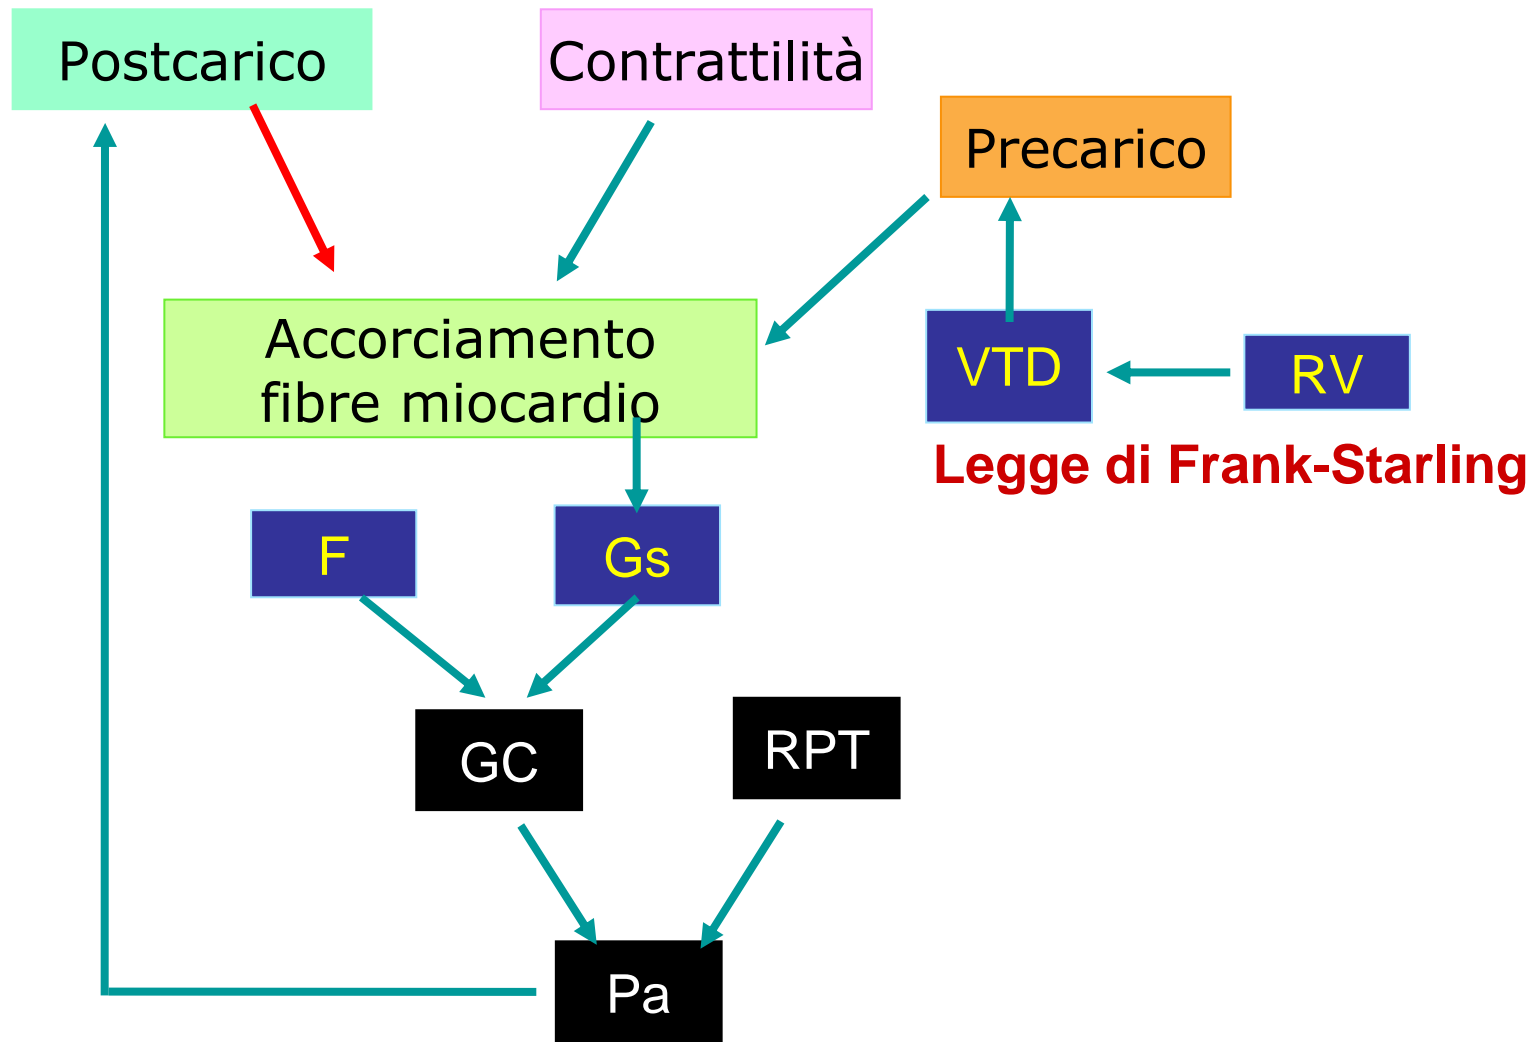 Postcarico
Contrattilità
Precarico
Accorciamento
fibre miocardio
VTD
RV
Legge di Frank-Starling
F
Gs
GC
RPT
Pa